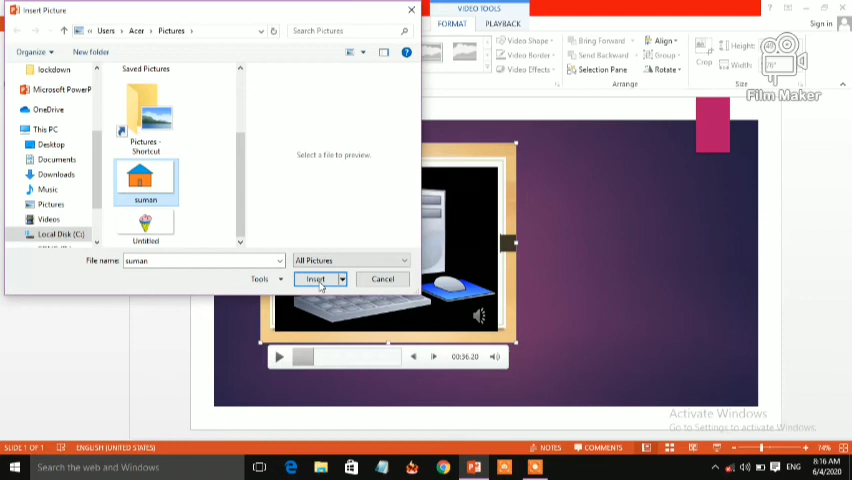 Insert Picture
VIDEO TOOLS
FORMAT PLAYBACK
Sign in
Users Acer Pictures
Search Pictures
Organize New folder
lockdown
Microsoft PowerP
OneDrive
This PC
Desktop
Documents
Downloads
Music
Pictures
Videos
Local Disk (C:)
Saved Pictures
Pictures -
Shortcut
suman
Untitled
Select a file to preview.
File name: suman
All Pictures
Tools Insert Cancel
Video Shape
Video Border
Video Effects
Bring Forward
Send Backward
Selection Pane
Align
Group
Rotate
Arrange
Crop
Height:
Width:
Size
Film Maker
00:36.20
Activate Windows
Go to Settings to activate Windows.
SLIDE 1 OF 1 ENGLISH (UNITED STATES) NOTES COMMENTS 74%
Search the web and Windows
ENG
8:16 AM
6/4/2020